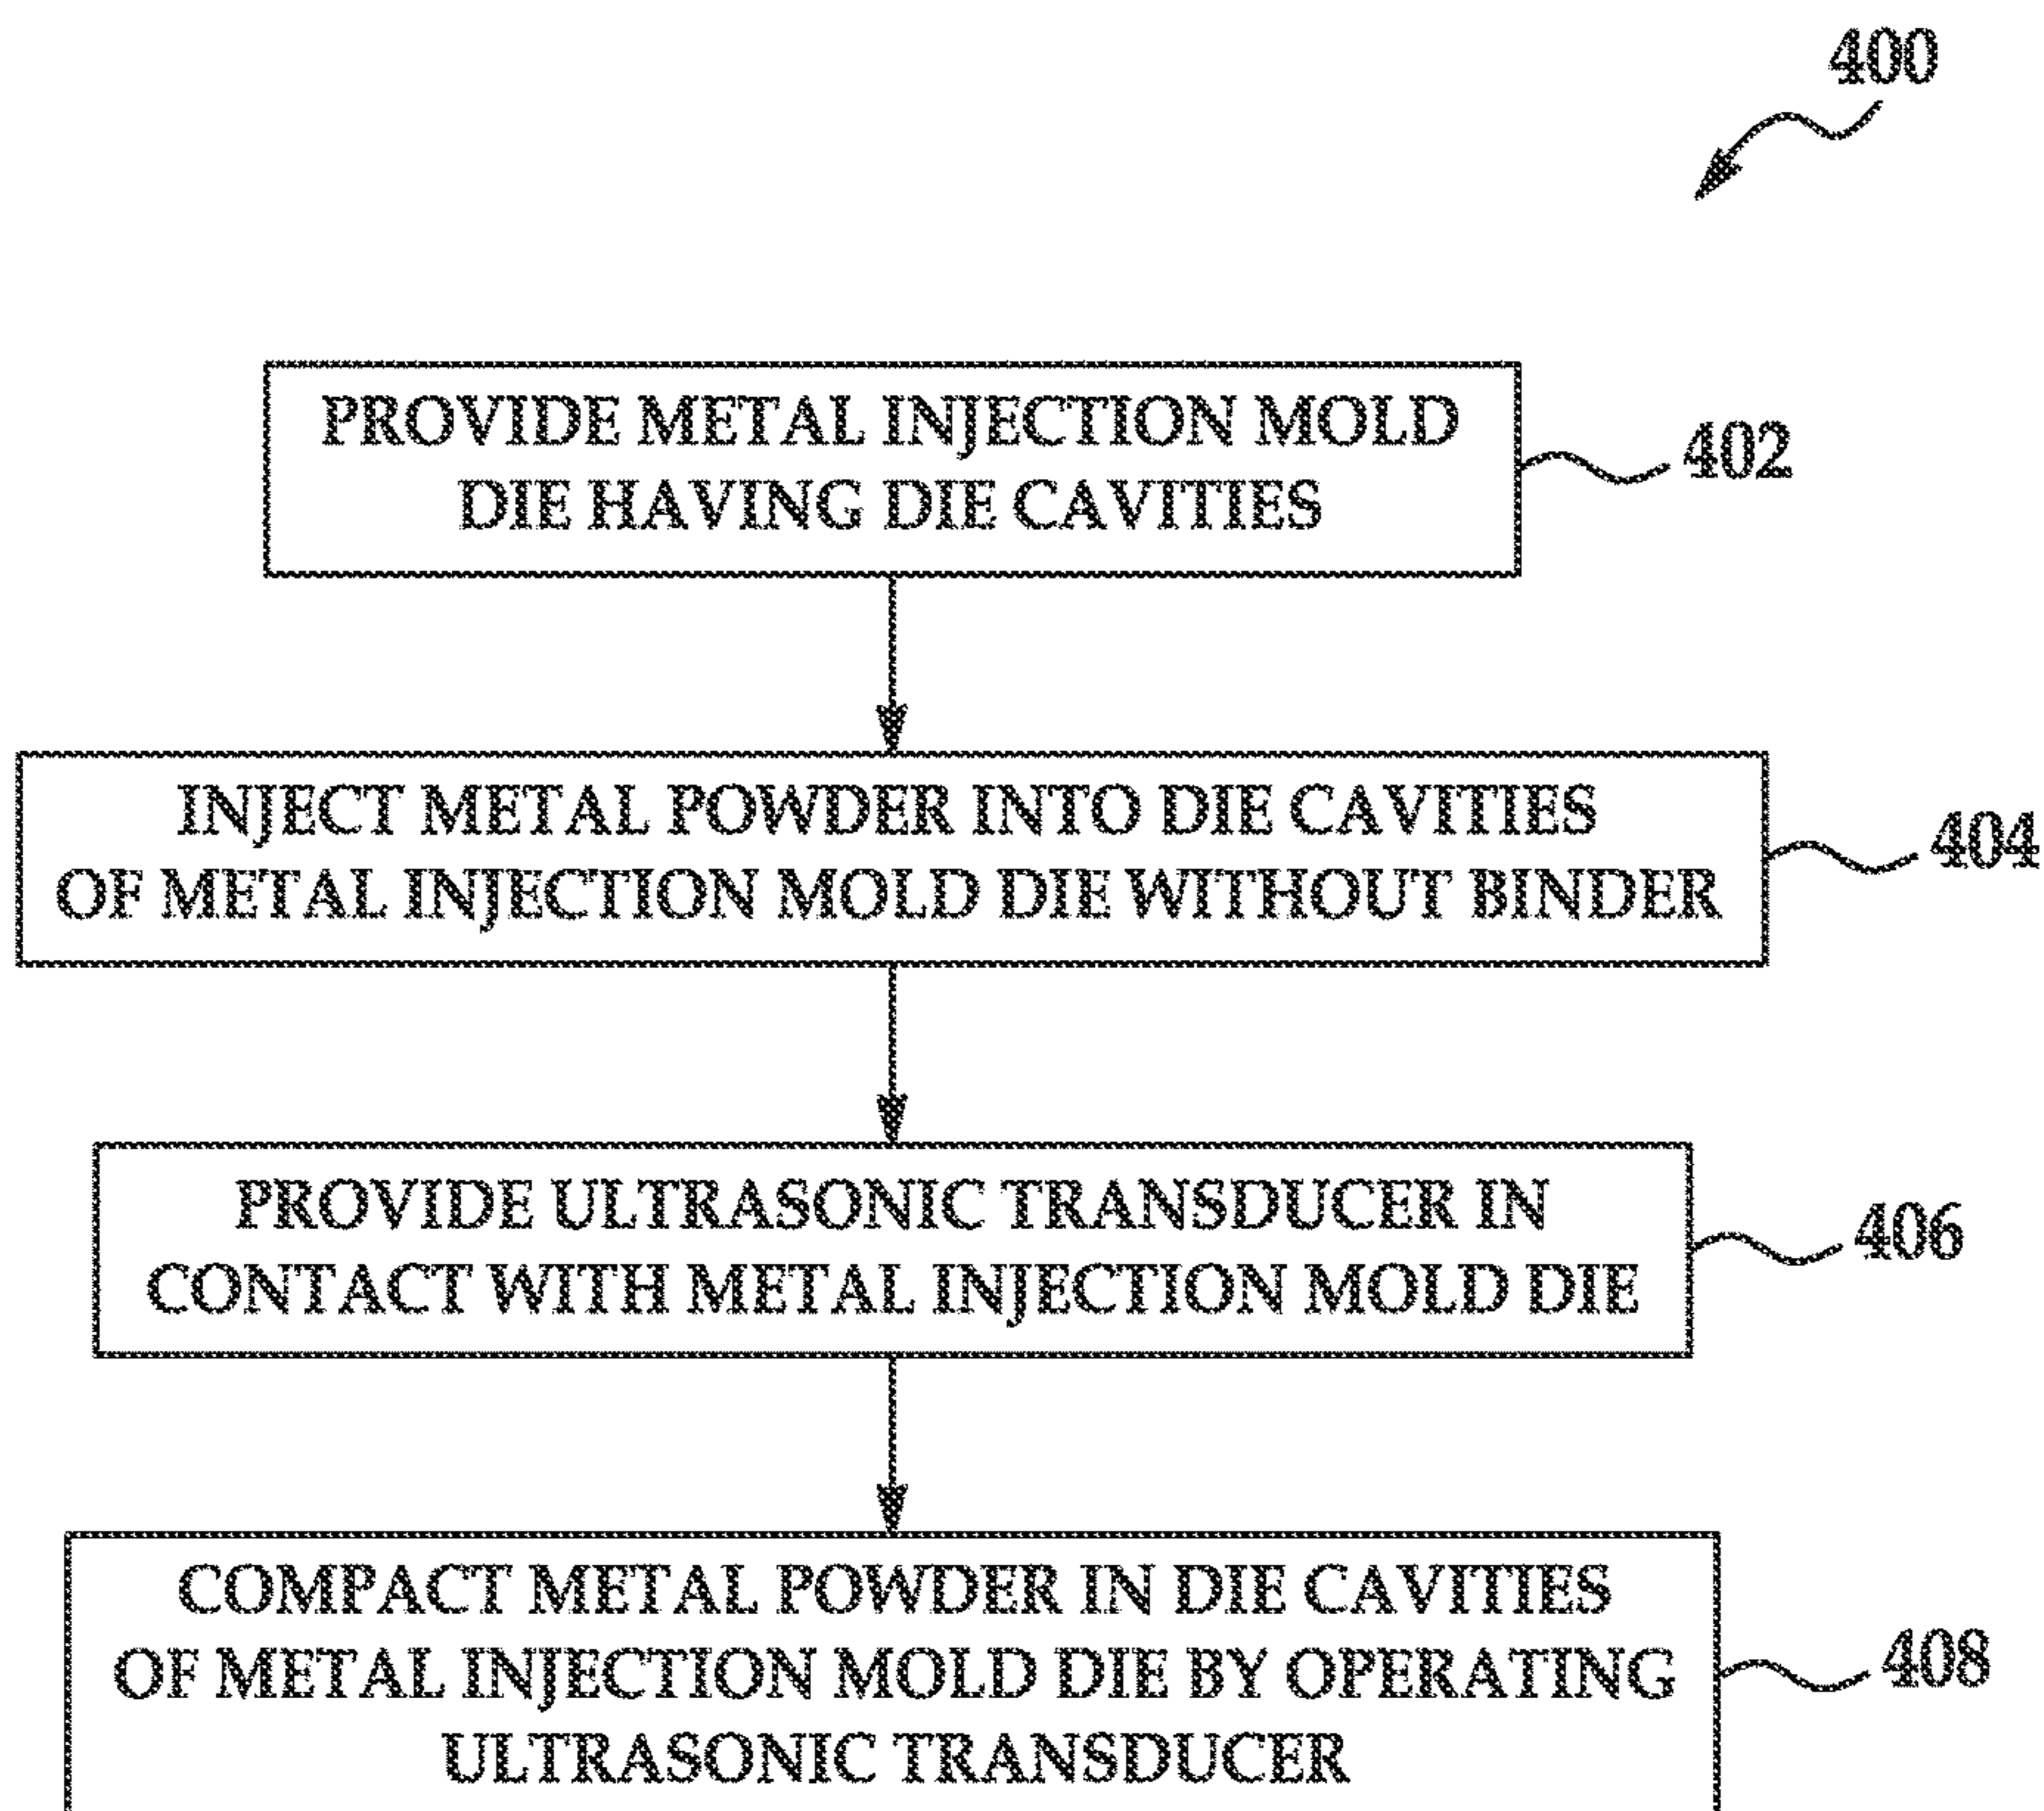 400
PROVIDE METAL INJECTION MOLD
DIE HAVING DIE CAVITIES
402
INJECT METAL POWDER INTO DIE CAVITIES
OF METAL INJECTION MOLD DIE WITHOUT BINDER
404
PROVIDE ULTRASONIC TRANSDUCER IN
CONTACT WITH METAL INJECTION MOLD DIE
406
COMPACT METAL POWDER IN DIE CAVITIES
OF METAL INJECTION MOLD DIE BY OPERATING
ULTRASONIC TRANSDUCER
408